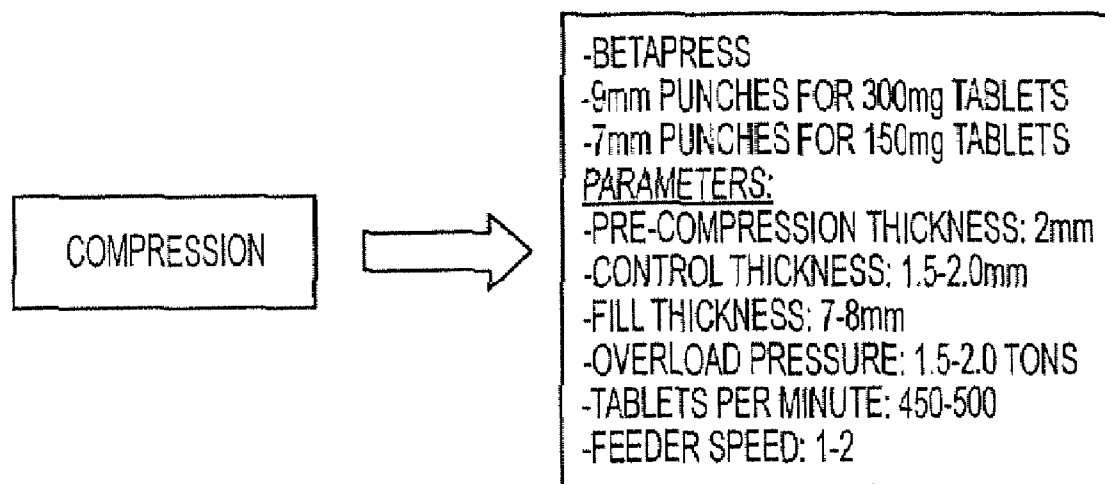 COMPRESSION
-BETAPRESS
-9mm PUNCHES FOR 300mg TABLETS
-7mm PUNCHES FOR 150mg TABLETS
PARAMETERS:
-PRE-COMPRESSION THICKNESS: 2mm
-CONTROL THICKNESS: 1.5-2.0mm
-FILL THICKNESS: 7-8mm
-OVERLOAD PRESSURE: 1.5-2.0 TONS
-TABLETS PER MINUTE: 450-500
-FEEDER SPEED: 1-2